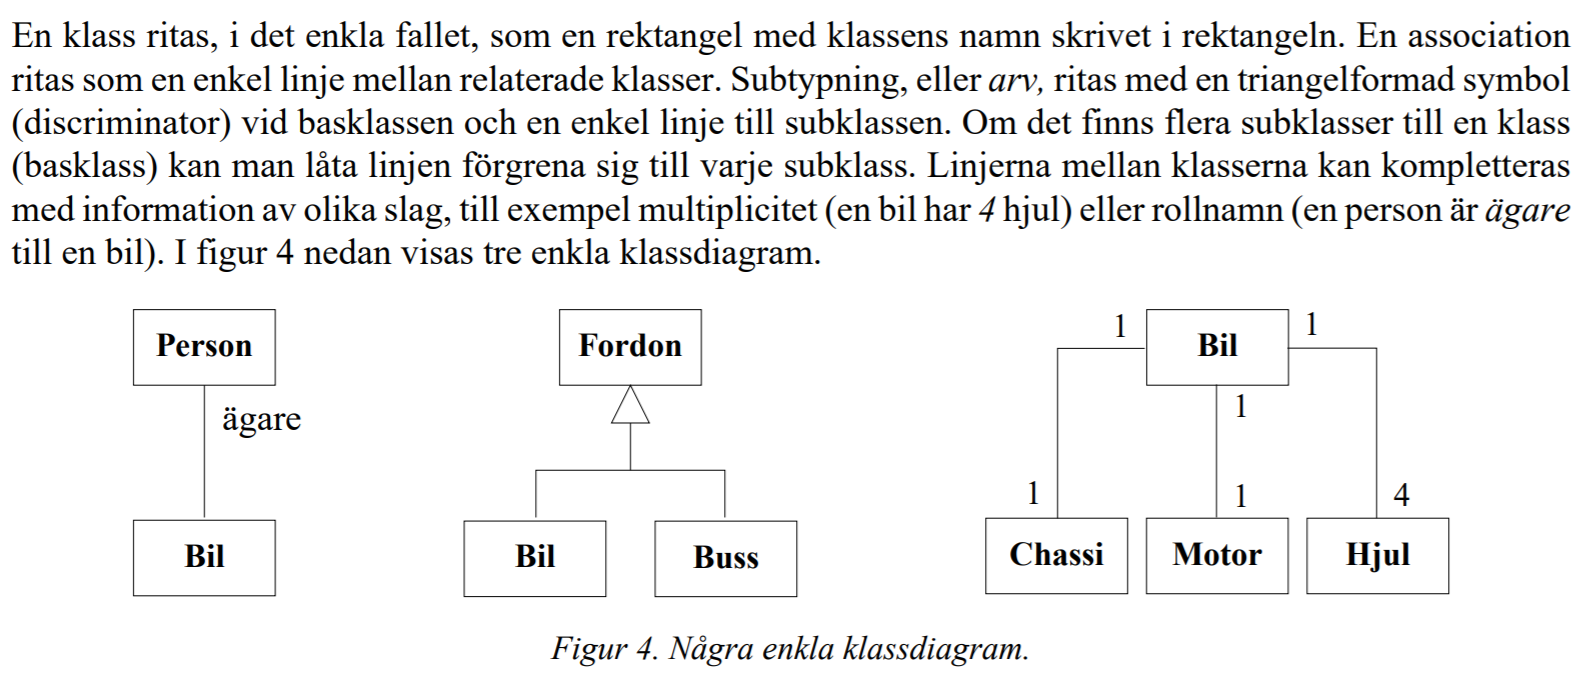 En klass ritas, i det enkla fallet, som en rektangel med klassens namn skrivet i rektangeln. En association
ritas som en enkel linje mellan relaterade klasser. Subtypning, eller arv, ritas med en triangelformad symbol
(discriminator) vid basklassen och en enkel linje till subklassen. Om det finns flera subklasser till en klass
(basklass) kan man låta linjen förgrena sig till varje subklass. Linjerna mellan klasserna kan kompletteras
med information av olika slag, till exempel multiplicitet (en bil har 4 hjul) eller rollnamn (en person är ägare
till en bil). I figur 4 nedan visas tre enkla klassdiagram.
Person
ägare
Bil
Fordon
Bil
Buss
1
Bil
1
1
1
1
4
Chassi
Motor
Hjul
Figur 4. Några enkla klassdiagram.